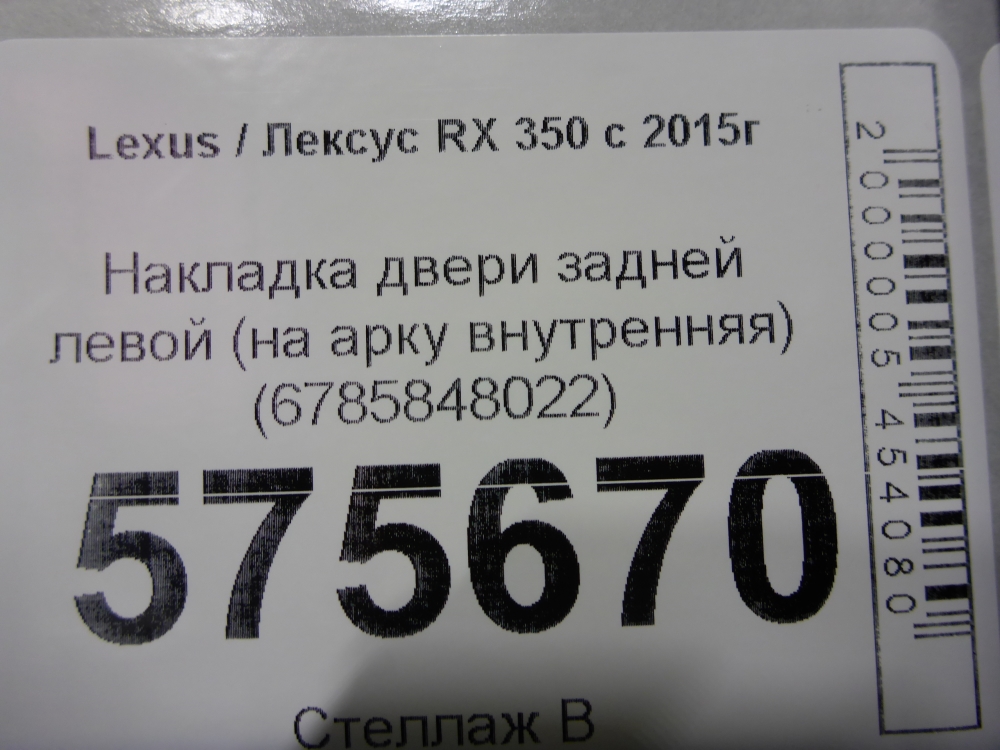 Lexus / Лексус RX 350 с 2015г
Накладка двери задней
левой (на арку внутренняя)
(6785848022)
575670
Стеллаж В
2000005454080